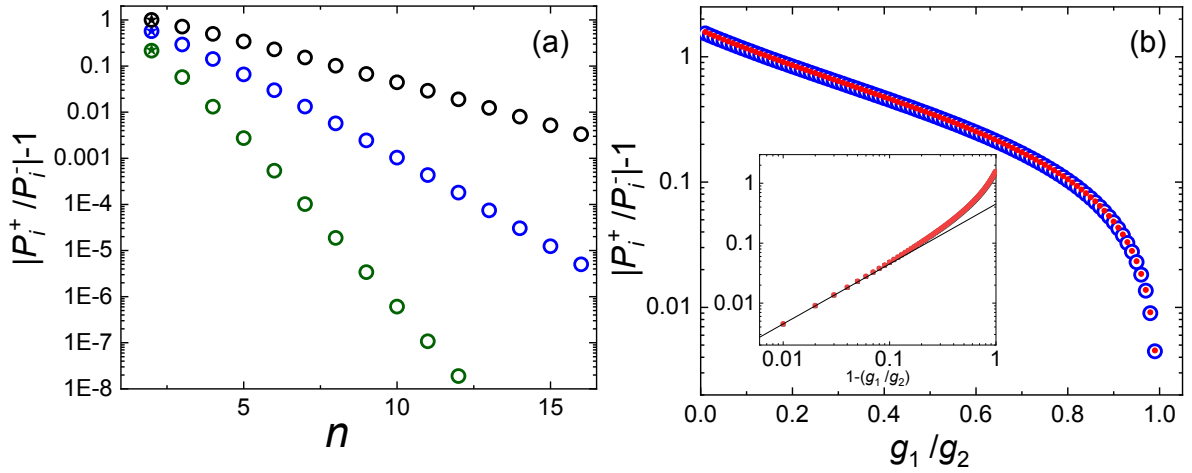 (a)
|P_i^+ /P_i^-|-1
1
0.1
0.01
0.001
1E-4
1E-5
1E-6
1E-7
1E-8
5
10
15
n
(b)
|P_i^+ /P_i^-|-1
1
0.1
0.01
0.0
0.2
0.4
0.6
0.8
1.0
g_1 /g_2
1
0.1
0.01
0.01
0.1
1
1-(g_1 /g_2)